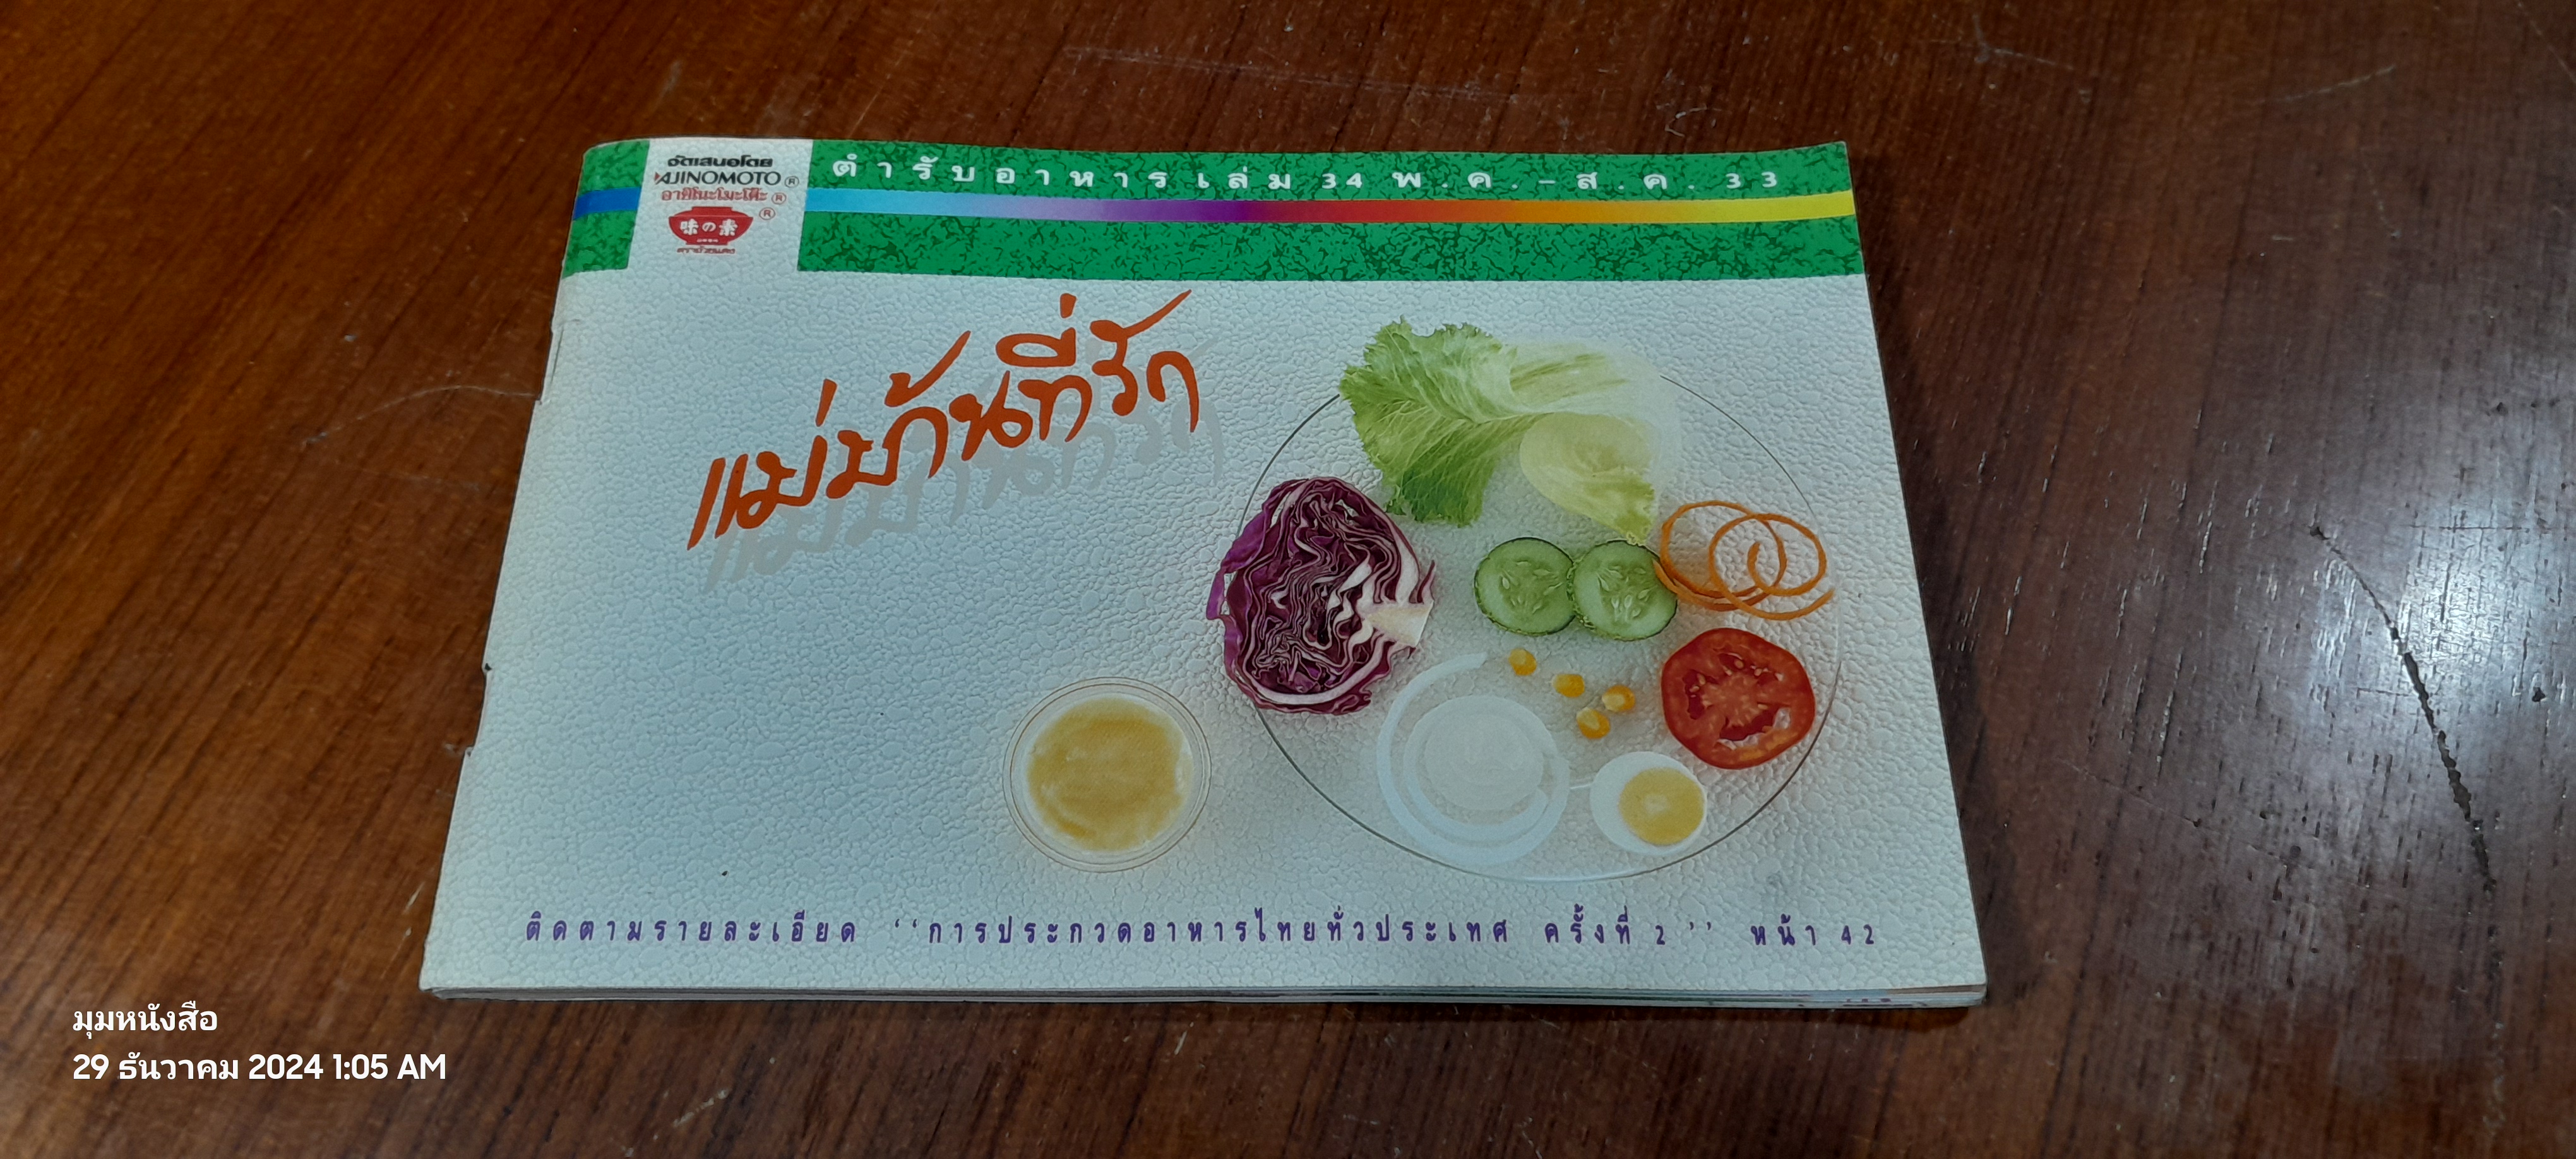 จัดเสนอโดย
AJINOMOTO ®
อายิโนะโมะโต๊ะ ®
味の素 ®
ตำรับอาหารเล่ม 34 พ.ค.-ส.ค. 33
แม่บ้านที่รัก
ติดตามรายละเอียด ‘‘การประกวดอาหารไทยทั่วประเทศ ครั้งที่ 2’’ หน้า 42
มุมหนังสือ
29 ธันวาคม 2024 1:05 AM